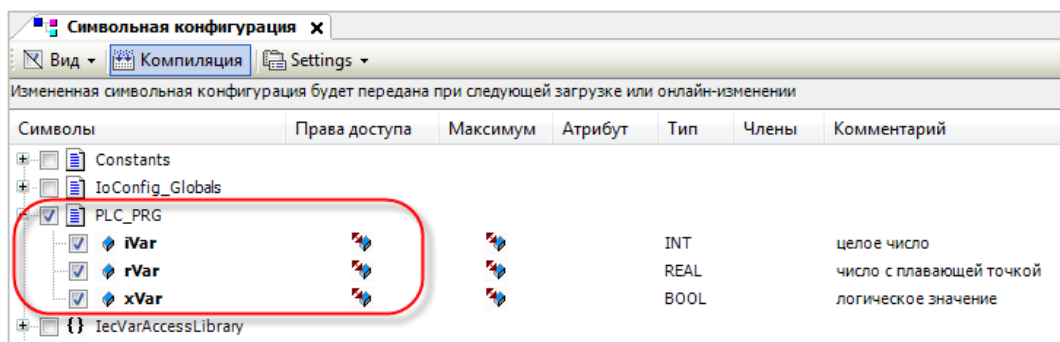 Символьная конфигурация
Вид Компиляция Settings
Измененная символьная конфигурация будет передана при следующей загрузке или онлайн-изменении
Символы Права доступа Максимум Атрибут Тип Члены Комментарий
Constants
IoConfig_Globals
PLC_PRG
iVar INT целое число
rVar REAL число с плавающей точкой
xVar BOOL логическое значение
{} IecVarAccessLibrary